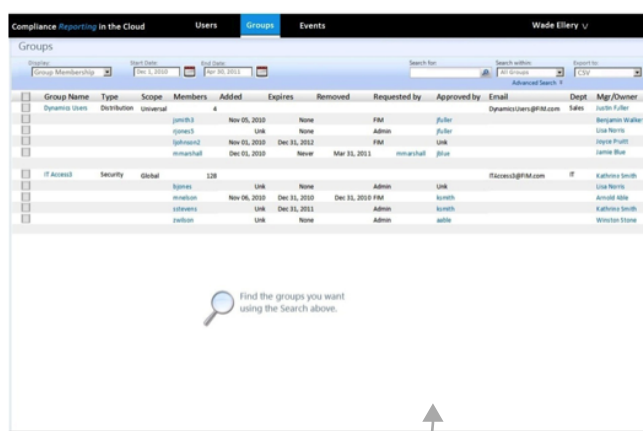 Compliance Reporting in the Cloud Users Groups Events Wade Ellery
Groups
Display: Start Date: End Date: Search for: Search within: Export to:
Group Membership Dec 1, 2010 Apr 30, 2011 All Groups CSV
Advanced Search
Group Name Type Scope Members Added Expires Removed Requested by Approved by Email Dept Mgr/Owner
Dynamics Users Distribution Universal 4 DynamicsUsers@FIM.com Sales Justin Fuller
jsmith3 Nov 05, 2010 None FIM jfuller Benjamin Walker
rjones5 Unk None Admin jfuller Lisa Norris
ljohnson2 Nov 01, 2010 Dec 31, 2012 FIM Unk Joyce Pruitt
mmarshall Dec 01, 2010 Never Mar 31, 2011 mmarshall jblue Jamie Blue
IT Access3 Security Global 128 ITAccess3@FIM.com IT Kathrine Smith
bjones Unk None Admin Unk Lisa Norris
mnelson Nov 06, 2010 Dec 31, 2010 Dec 31, 2010 FIM ksmith Arnold Able
sstevens Unk Dec 31, 2011 Admin ksmith Kathrine Smith
zwilson Unk None Admin aable Winston Stone
Find the groups you want
using the Search above.